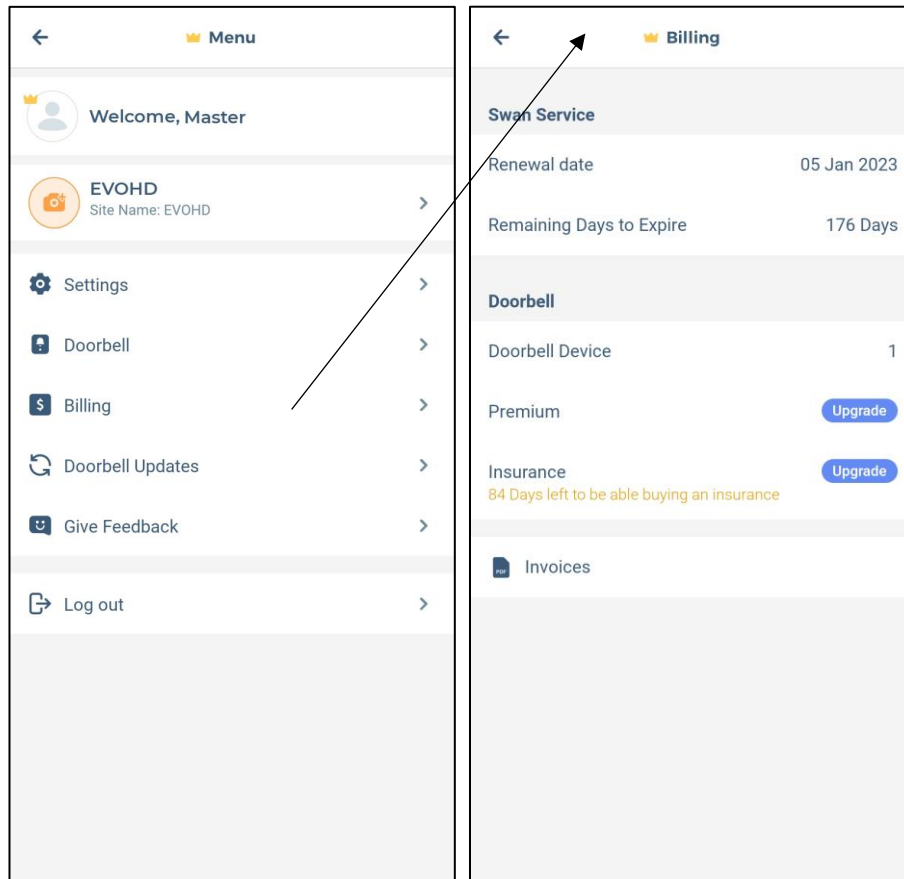 Menu
Welcome, Master
EVOHD
Site Name: EVOHD
Settings
Doorbell
Billing
Doorbell Updates
Give Feedback
Log out
Billing
Swan Service
Renewal date 05 Jan 2023
Remaining Days to Expire 176 Days
Doorbell
Doorbell Device 1
Premium Upgrade
Insurance Upgrade
84 Days left to be able buying an insurance
PDF Invoices